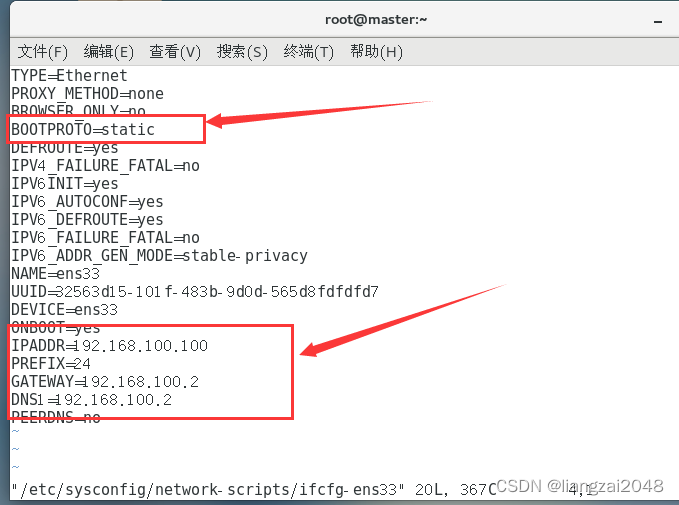 root@master:~
文件(F) 编辑(E) 查看(V) 搜索(S) 终端(T) 帮助(H)
TYPE=Ethernet
PROXY_METHOD=none
BROWSER_ONLY=no
BOOTPROTO=static
DEFROUTE=yes
IPV4_FAILURE_FATAL=no
IPV6INIT=yes
IPV6_AUTOCONF=yes
IPV6_DEFROUTE=yes
IPV6_FAILURE_FATAL=no
IPV6_ADDR_GEN_MODE=stable-privacy
NAME=ens33
UUID=32563d15-101f-483b-9d0d-565d8fdfdfd7
DEVICE=ens33
ONBOOT=yes
IPADDR=192.168.100.100
PREFIX=24
GATEWAY=192.168.100.2
DNS1=192.168.100.2
PEERDNS=no
~
~
~
"/etc/sysconfig/network-scripts/ifcfg-ens33" 20L, 367C 4,1
CSDN @liangzai2048